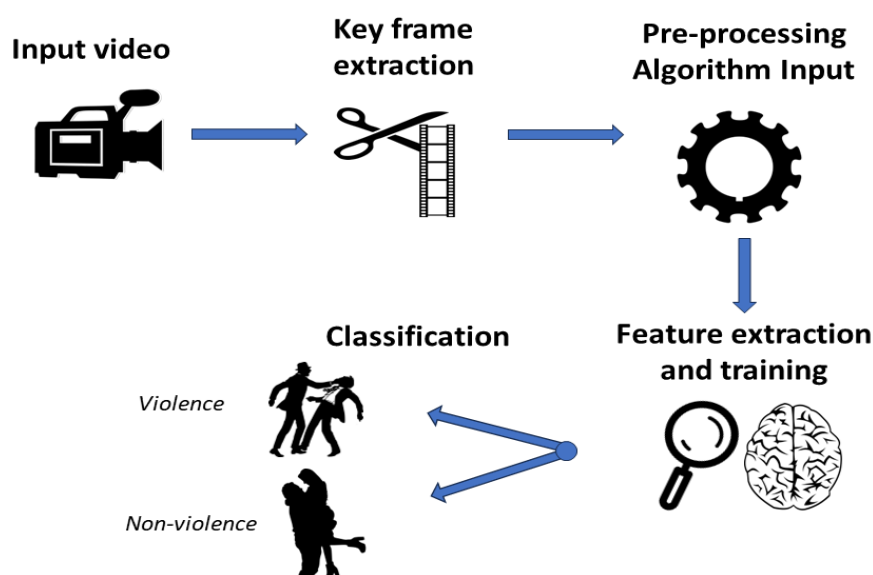 Input video
Key frame
extraction
Pre-processing
Algorithm Input
Feature extraction
and training
Classification
Violence
Non-violence